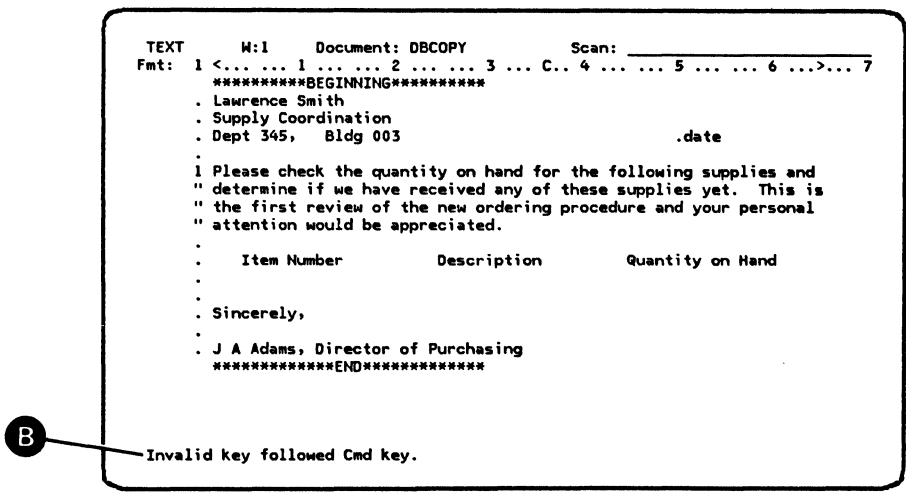 TEXT W:1 Document: DBCOPY Scan: ____________________
Fmt: 1 <... ... 1 ... ... 2 ... ... 3 ... C.. 4 ... ... 5 ... ... 6 ...>... 7
**********BEGINNING**********
. Lawrence Smith
. Supply Coordination
. Dept 345, Bldg 003 .date
.
1 Please check the quantity on hand for the following supplies and
" determine if we have received any of these supplies yet. This is
" the first review of the new ordering procedure and your personal
" attention would be appreciated.
.
. Item Number Description Quantity on Hand
.
.
. Sincerely,
.
. J A Adams, Director of Purchasing
*************END*************
B
Invalid key followed Cmd key.